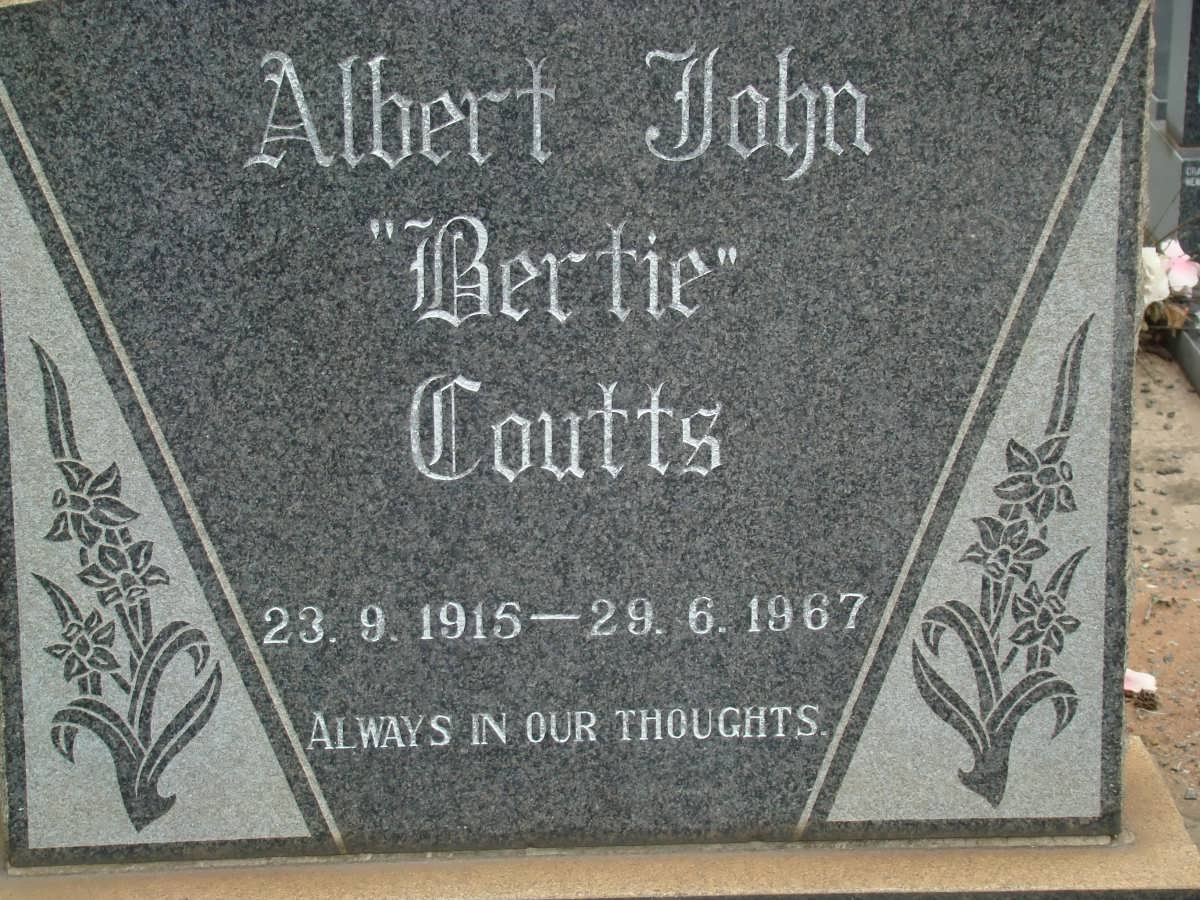 Albert John
"Bertie"
Coutts
23. 9. 1915—29. 6. 1967
ALWAYS IN OUR THOUGHTS.